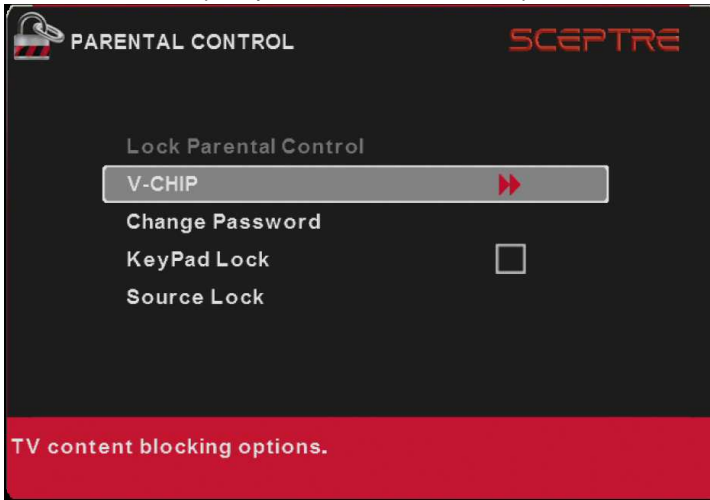 PARENTAL CONTROL
SCEPTRE
Lock Parental Control
V-CHIP
Change Password
KeyPad Lock
Source Lock
TV content blocking options.